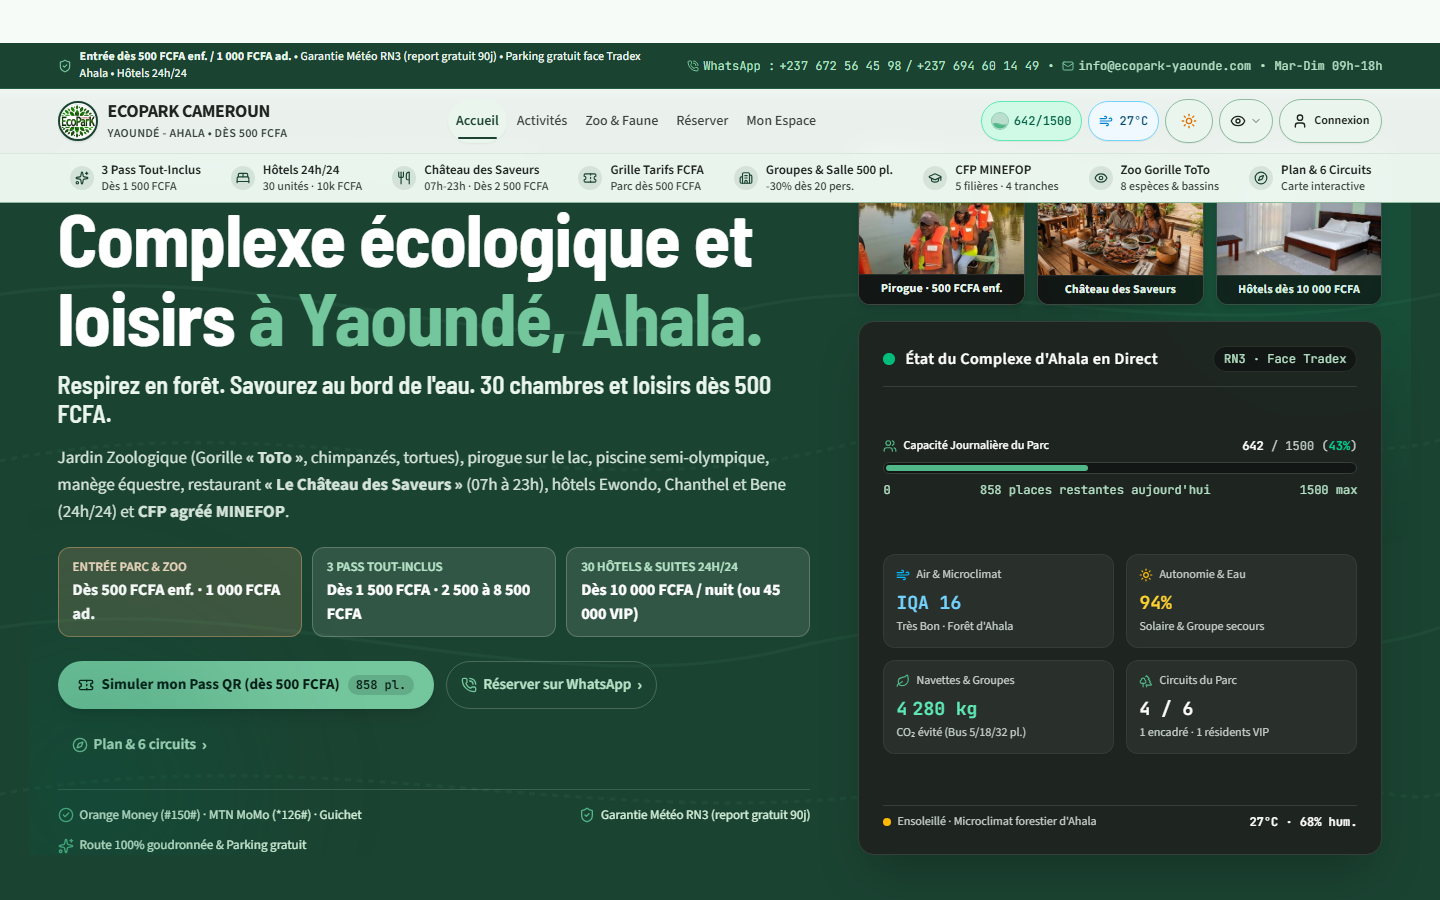 Entrée dès 500 FCFA enf. / 1 000 FCFA ad. • Garantie Météo RN3 (report gratuit 90j) • Parking gratuit face Tradex
Ahala • Hôtels 24h/24
WhatsApp : +237 672 56 45 98 / +237 694 60 14 49 • info@ecopark-yaounde.com • Mar-Dim 09h-18h
EcoParK
ECOPARK CAMEROUN
YAOUNDÉ - AHALA • DÈS 500 FCFA
Accueil
Activités
Zoo & Faune
Réserver
Mon Espace
642/1500
27°C
Connexion
3 Pass Tout-Inclus
Dès 1 500 FCFA
Hôtels 24h/24
30 unités · 10k FCFA
Château des Saveurs
07h-23h · Dès 2 500 FCFA
Grille Tarifs FCFA
Parc dès 500 FCFA
Groupes & Salle 500 pl.
-30% dès 20 pers.
CFP MINEFOP
5 filières · 4 tranches
Zoo Gorille ToTo
8 espèces & bassins
Plan & 6 Circuits
Carte interactive
Complexe écologique et
loisirs à Yaoundé, Ahala.
Respirez en forêt. Savourez au bord de l'eau. 30 chambres et loisirs dès 500
FCFA.
Jardin Zoologique (Gorille « ToTo », chimpanzés, tortues), pirogue sur le lac, piscine semi-olympique,
manège équestre, restaurant « Le Château des Saveurs » (07h à 23h), hôtels Ewondo, Chanthel et Bene
(24h/24) et CFP agréé MINEFOP.
ENTRÉE PARC & ZOO
Dès 500 FCFA enf. · 1 000 FCFA
ad.
3 PASS TOUT-INCLUS
Dès 1 500 FCFA · 2 500 à 8 500
FCFA
30 HÔTELS & SUITES 24H/24
Dès 10 000 FCFA / nuit (ou 45
000 VIP)
Simuler mon Pass QR (dès 500 FCFA) 858 pl.
Réserver sur WhatsApp ›
Plan & 6 circuits ›
Orange Money (#150#) · MTN MoMo (*126#) · Guichet
Garantie Météo RN3 (report gratuit 90j)
Route 100% goudronnée & Parking gratuit
Pirogue · 500 FCFA enf.
Château des Saveurs
Hôtels dès 10 000 FCFA
État du Complexe d'Ahala en Direct
RN3 · Face Tradex
Capacité Journalière du Parc
642 / 1500 (43%)
0
858 places restantes aujourd'hui
1500 max
Air & Microclimat
IQA 16
Très Bon · Forêt d'Ahala
Autonomie & Eau
94%
Solaire & Groupe secours
Navettes & Groupes
4 280 kg
CO₂ évité (Bus 5/18/32 pl.)
Circuits du Parc
4 / 6
1 encadré · 1 résidents VIP
Ensoleillé · Microclimat forestier d'Ahala
27°C · 68% hum.